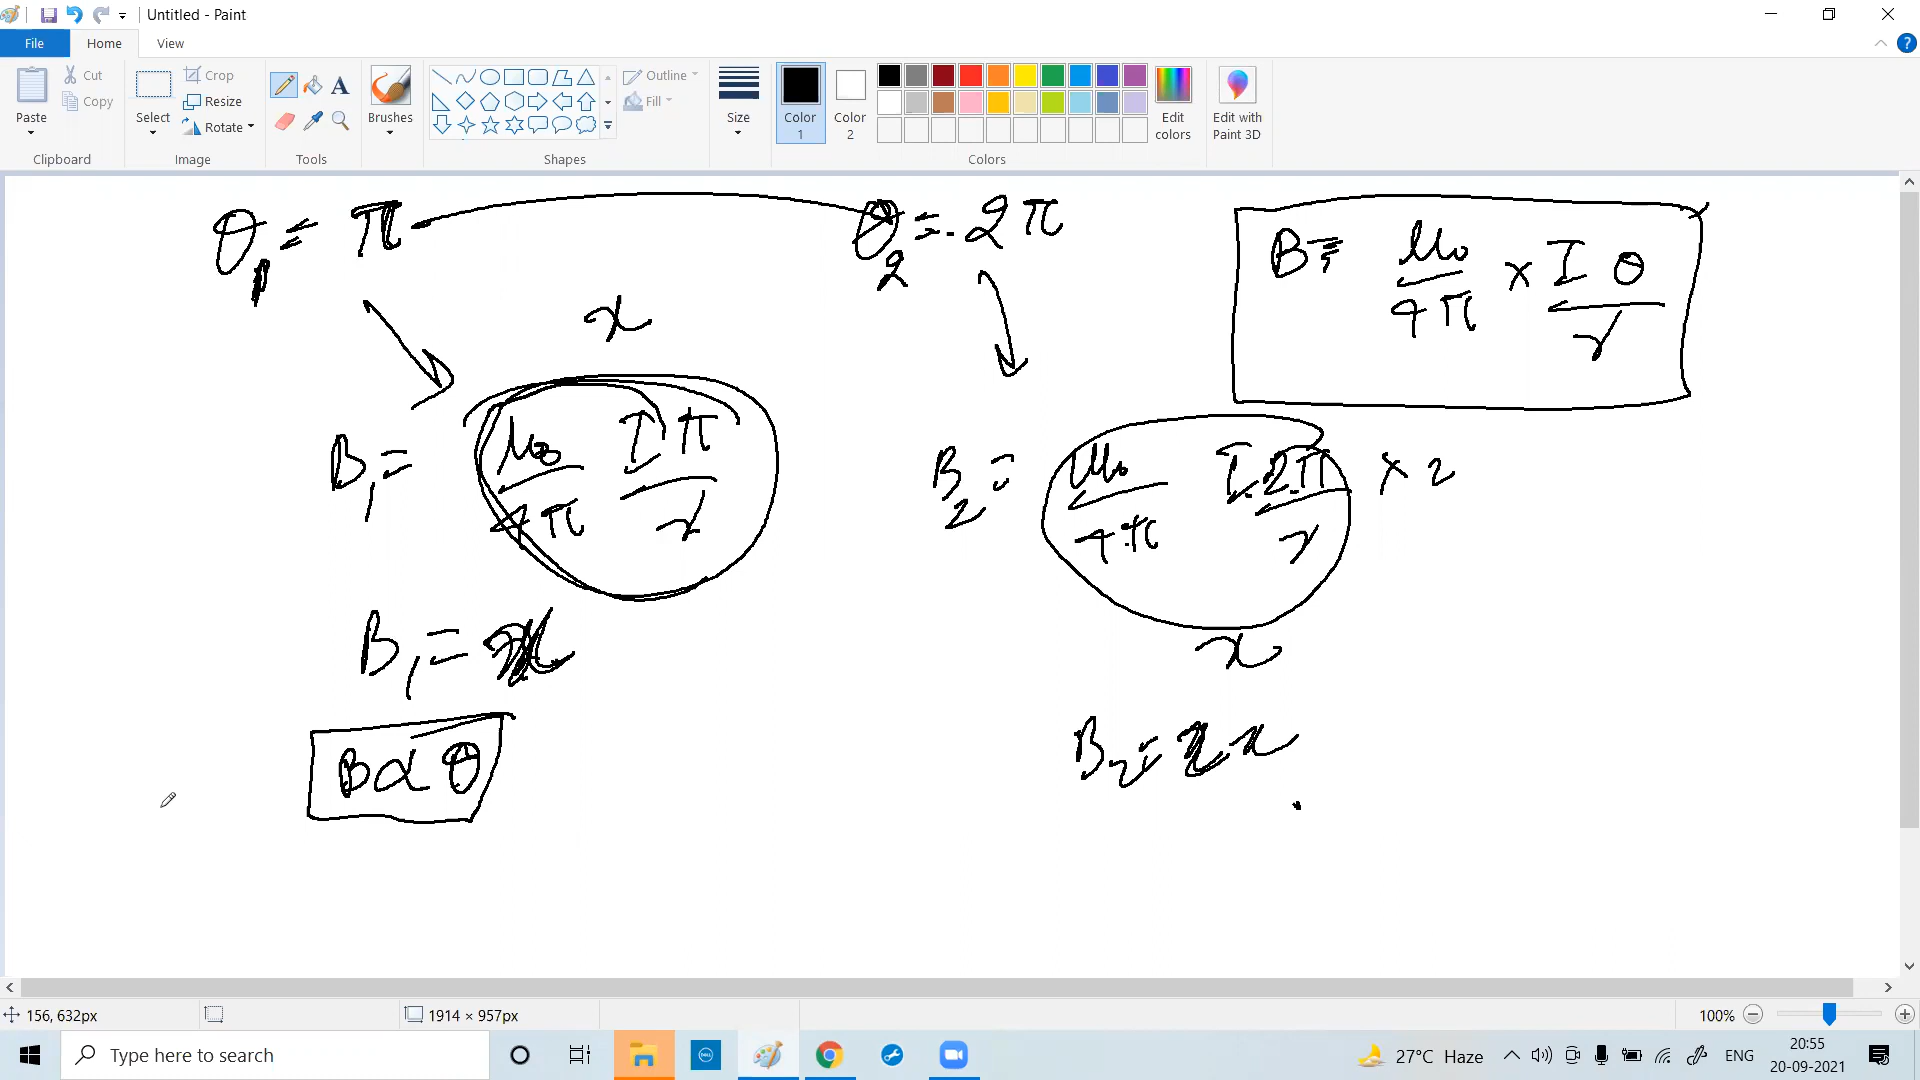 Untitled - Paint
File Home View
Paste
Cut
Copy
Clipboard
Select
Crop
Resize
Rotate
Image
Tools
Brushes
Outline
Fill
Shapes
Size
Color 1
Color 2
Edit colors
Edit with Paint 3D
Colors
θ₁ = π
θ₂ = 2π
B = μ₀/4π × I θ/r
x
B₁ = μ₀/4π I π/r
B₂ = μ₀/4π I.2π/r × 2
x
B₁ = x
B₂ = 2x
B ∝ θ
156, 632px
1914 × 957px
100%
Type here to search
27°C Haze
ENG
20:55
20-09-2021